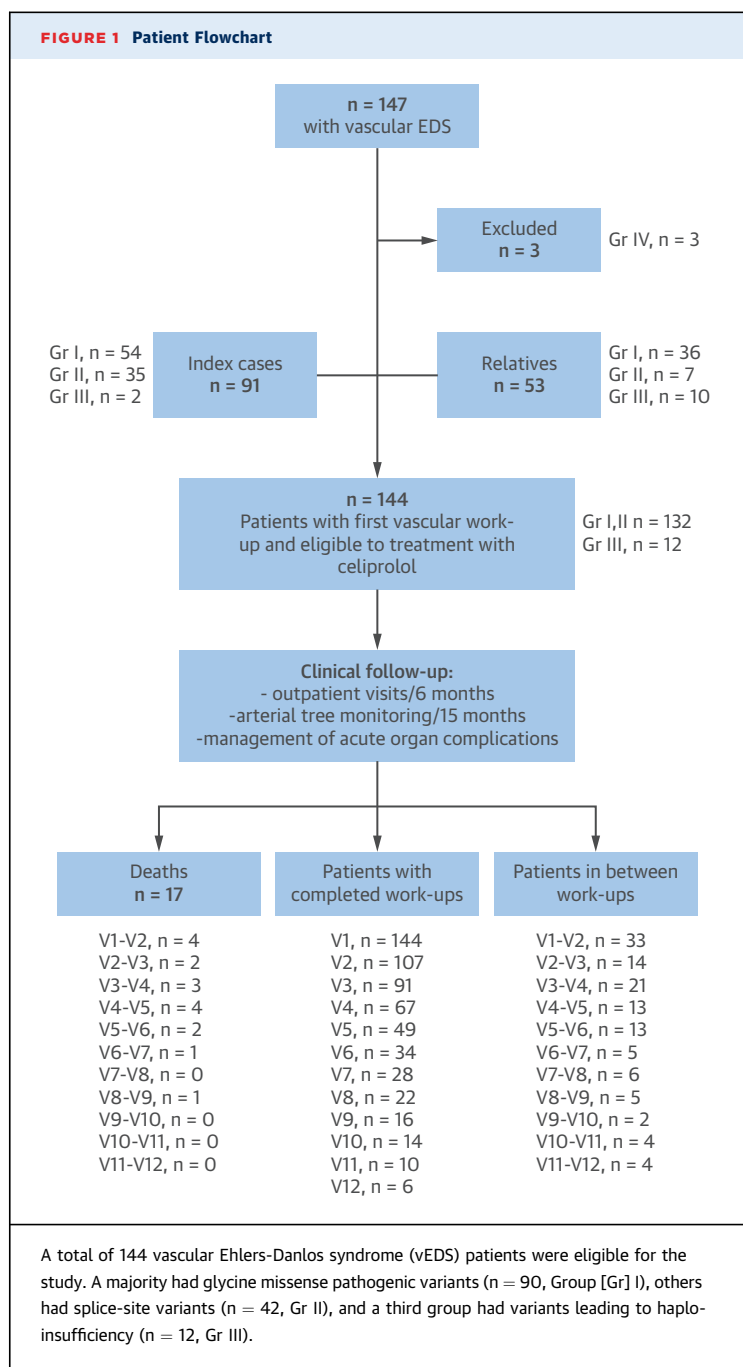 FIGURE 1 Patient Flowchart
n = 147
with vascular EDS
Excluded
n = 3
Gr IV, n = 3
Gr I, n = 54
Gr II, n = 35
Gr III, n = 2
Index cases
n = 91
Relatives
n = 53
Gr I, n = 36
Gr II, n = 7
Gr III, n = 10
n = 144
Patients with first vascular work-
up and eligible to treatment with
celiprolol
Gr I,II n = 132
Gr III, n = 12
Clinical follow-up:
- outpatient visits/6 months
-arterial tree monitoring/15 months
-management of acute organ complications
Deaths
n = 17
V1-V2, n = 4
V2-V3, n = 2
V3-V4, n = 3
V4-V5, n = 4
V5-V6, n = 2
V6-V7, n = 1
V7-V8, n = 0
V8-V9, n = 1
V9-V10, n = 0
V10-V11, n = 0
V11-V12, n = 0
Patients with
completed work-ups
V1, n = 144
V2, n = 107
V3, n = 91
V4, n = 67
V5, n = 49
V6, n = 34
V7, n = 28
V8, n = 22
V9, n = 16
V10, n = 14
V11, n = 10
V12, n = 6
Patients in between
work-ups
V1-V2, n = 33
V2-V3, n = 14
V3-V4, n = 21
V4-V5, n = 13
V5-V6, n = 13
V6-V7, n = 5
V7-V8, n = 6
V8-V9, n = 5
V9-V10, n = 2
V10-V11, n = 4
V11-V12, n = 4
A total of 144 vascular Ehlers-Danlos syndrome (vEDS) patients were eligible for the
study. A majority had glycine missense pathogenic variants (n = 90, Group [Gr] I), others
had splice-site variants (n = 42, Gr II), and a third group had variants leading to haplo-
insufficiency (n = 12, Gr III).